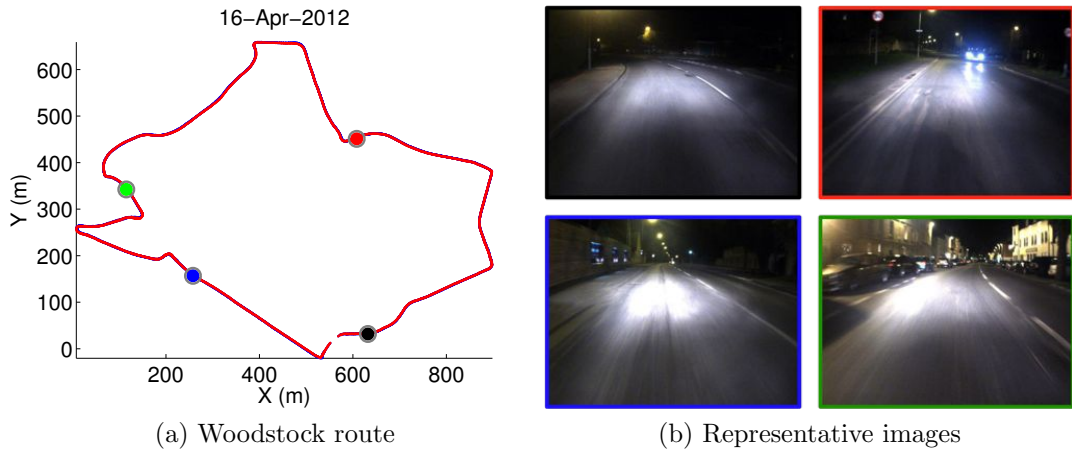 16-Apr-2012
600
500
400
300
200
100
0
Y (m)
200 400 600 800
X (m)
(a) Woodstock route
(b) Representative images